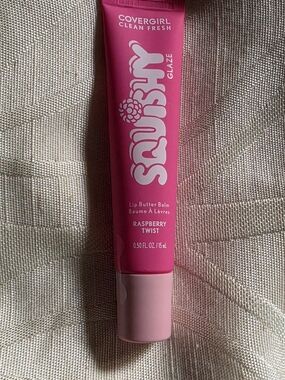 COVERGIRL
CLEAN FRESH
SQUISHY
GLAZE
Lip Butter Balm
Baume À Lèvres
RASPBERRY
TWIST
0.50 FL. OZ. / 15 mL